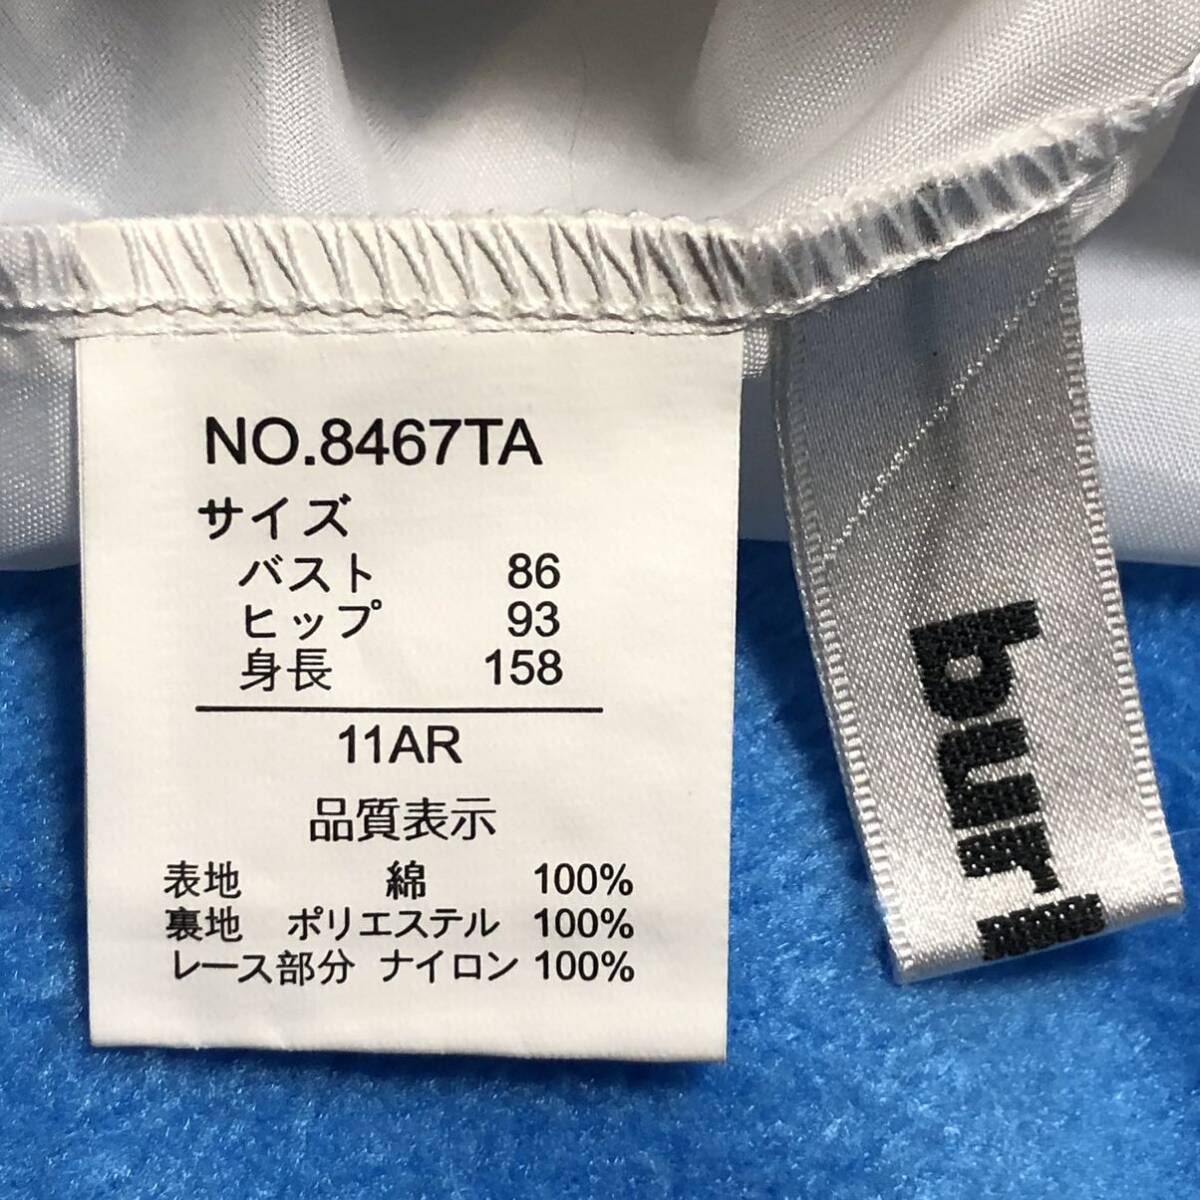 NO.8467TA
サイズ
バスト 86
ヒップ 93
身長 158
11AR
品質表示
表地 綿 100%
裏地 ポリエステル 100%
レース部分 ナイロン 100%
bur